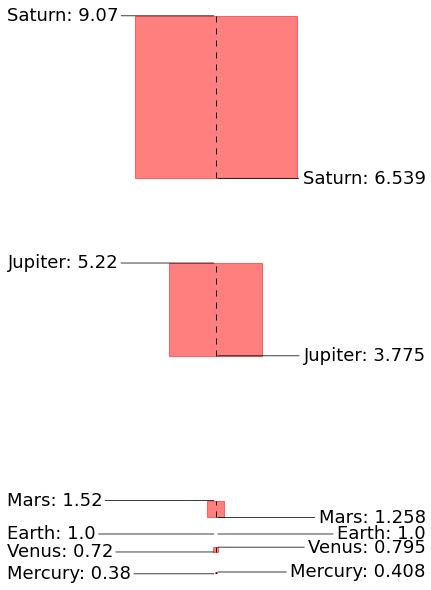 Saturn: 9.07
Saturn: 6.539
Jupiter: 5.22
Jupiter: 3.775
Mars: 1.52
Mars: 1.258
Earth: 1.0
Earth: 1.0
Venus: 0.72
Venus: 0.795
Mercury: 0.38
Mercury: 0.408